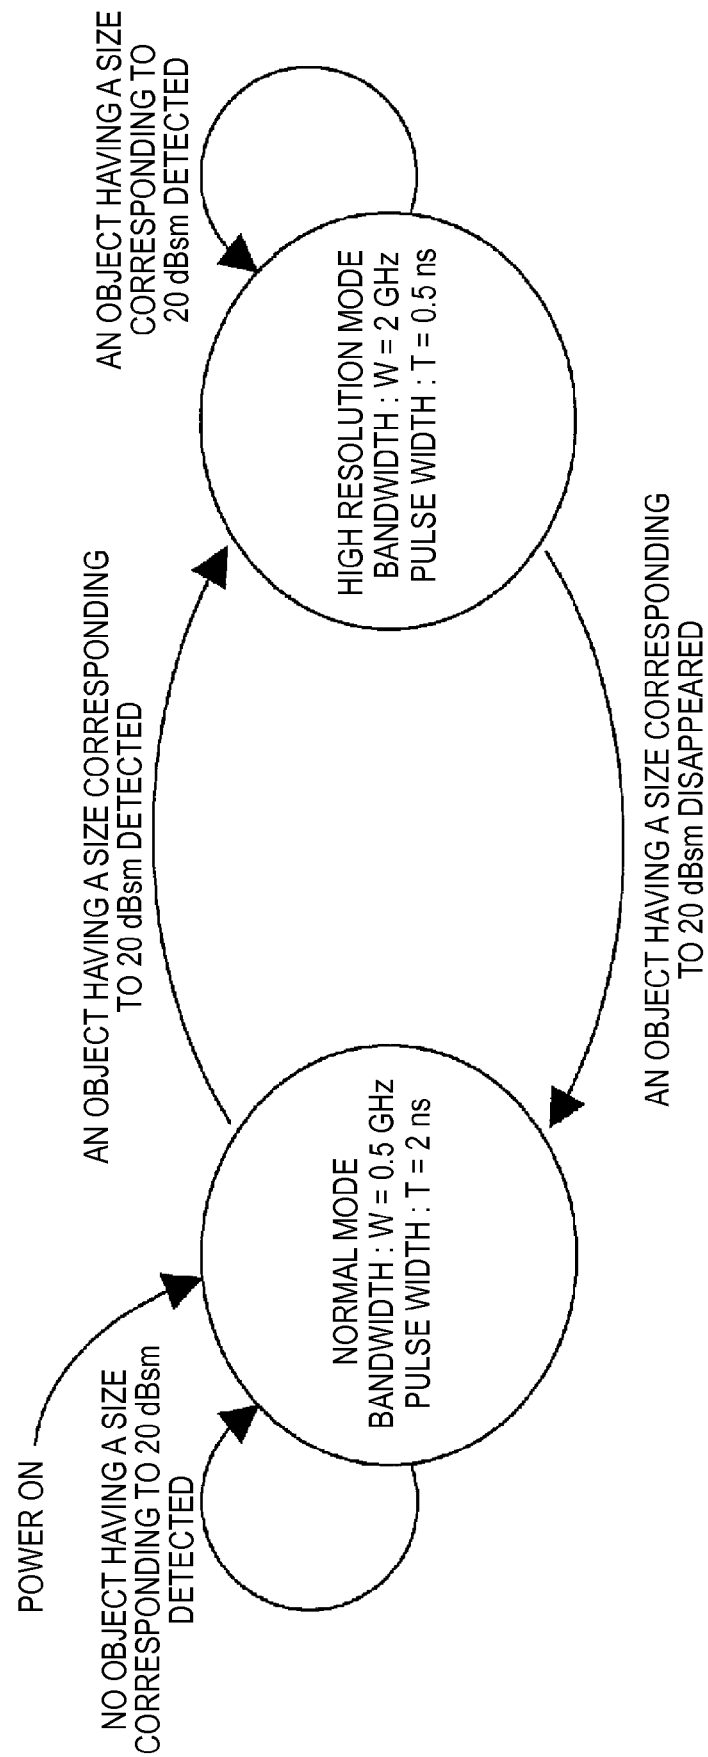 POWER ON
NO OBJECT HAVING A SIZE
CORRESPONDING TO 20 dBsm
DETECTED
AN OBJECT HAVING A SIZE CORRESPONDING
TO 20 dBsm DETECTED
AN OBJECT HAVING A SIZE
CORRESPONDING TO
20 dBsm DETECTED
NORMAL MODE
BANDWIDTH : W = 0.5 GHz
PULSE WIDTH : T = 2 ns
HIGH RESOLUTION MODE
BANDWIDTH : W = 2 GHz
PULSE WIDTH : T = 0.5 ns
AN OBJECT HAVING A SIZE CORRESPONDING
TO 20 dBsm DISAPPEARED